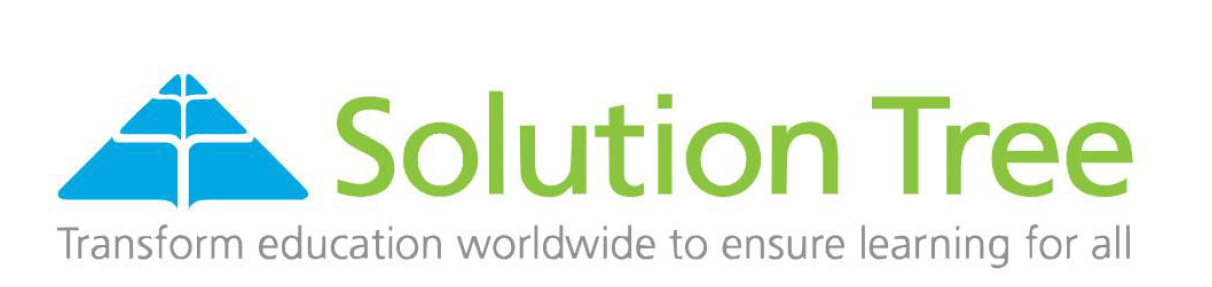 Solution Tree
Transform education worldwide to ensure learning for all